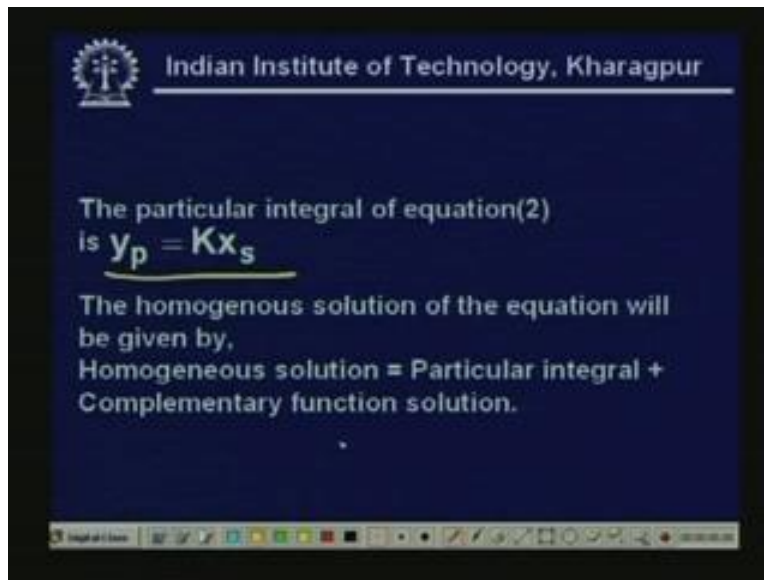 Indian Institute of Technology, Kharagpur
The particular integral of equation(2)
is yₚ = Kxₛ
The homogenous solution of the equation will
be given by,
Homogeneous solution = Particular integral +
Complementary function solution.